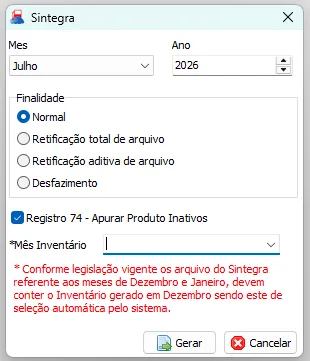 Sintegra
Mes
Ano
Julho
2026
Finalidade
Normal
Retificação total de arquivo
Retificação aditiva de arquivo
Desfazimento
Registro 74 - Apurar Produto Inativos
*Mês Inventário
* Conforme legislação vigente os arquivo do Sintegra
referente aos meses de Dezembro e Janeiro, devem
conter o Inventário gerado em Dezembro sendo este de
seleção automática pelo sistema.
Gerar
Cancelar